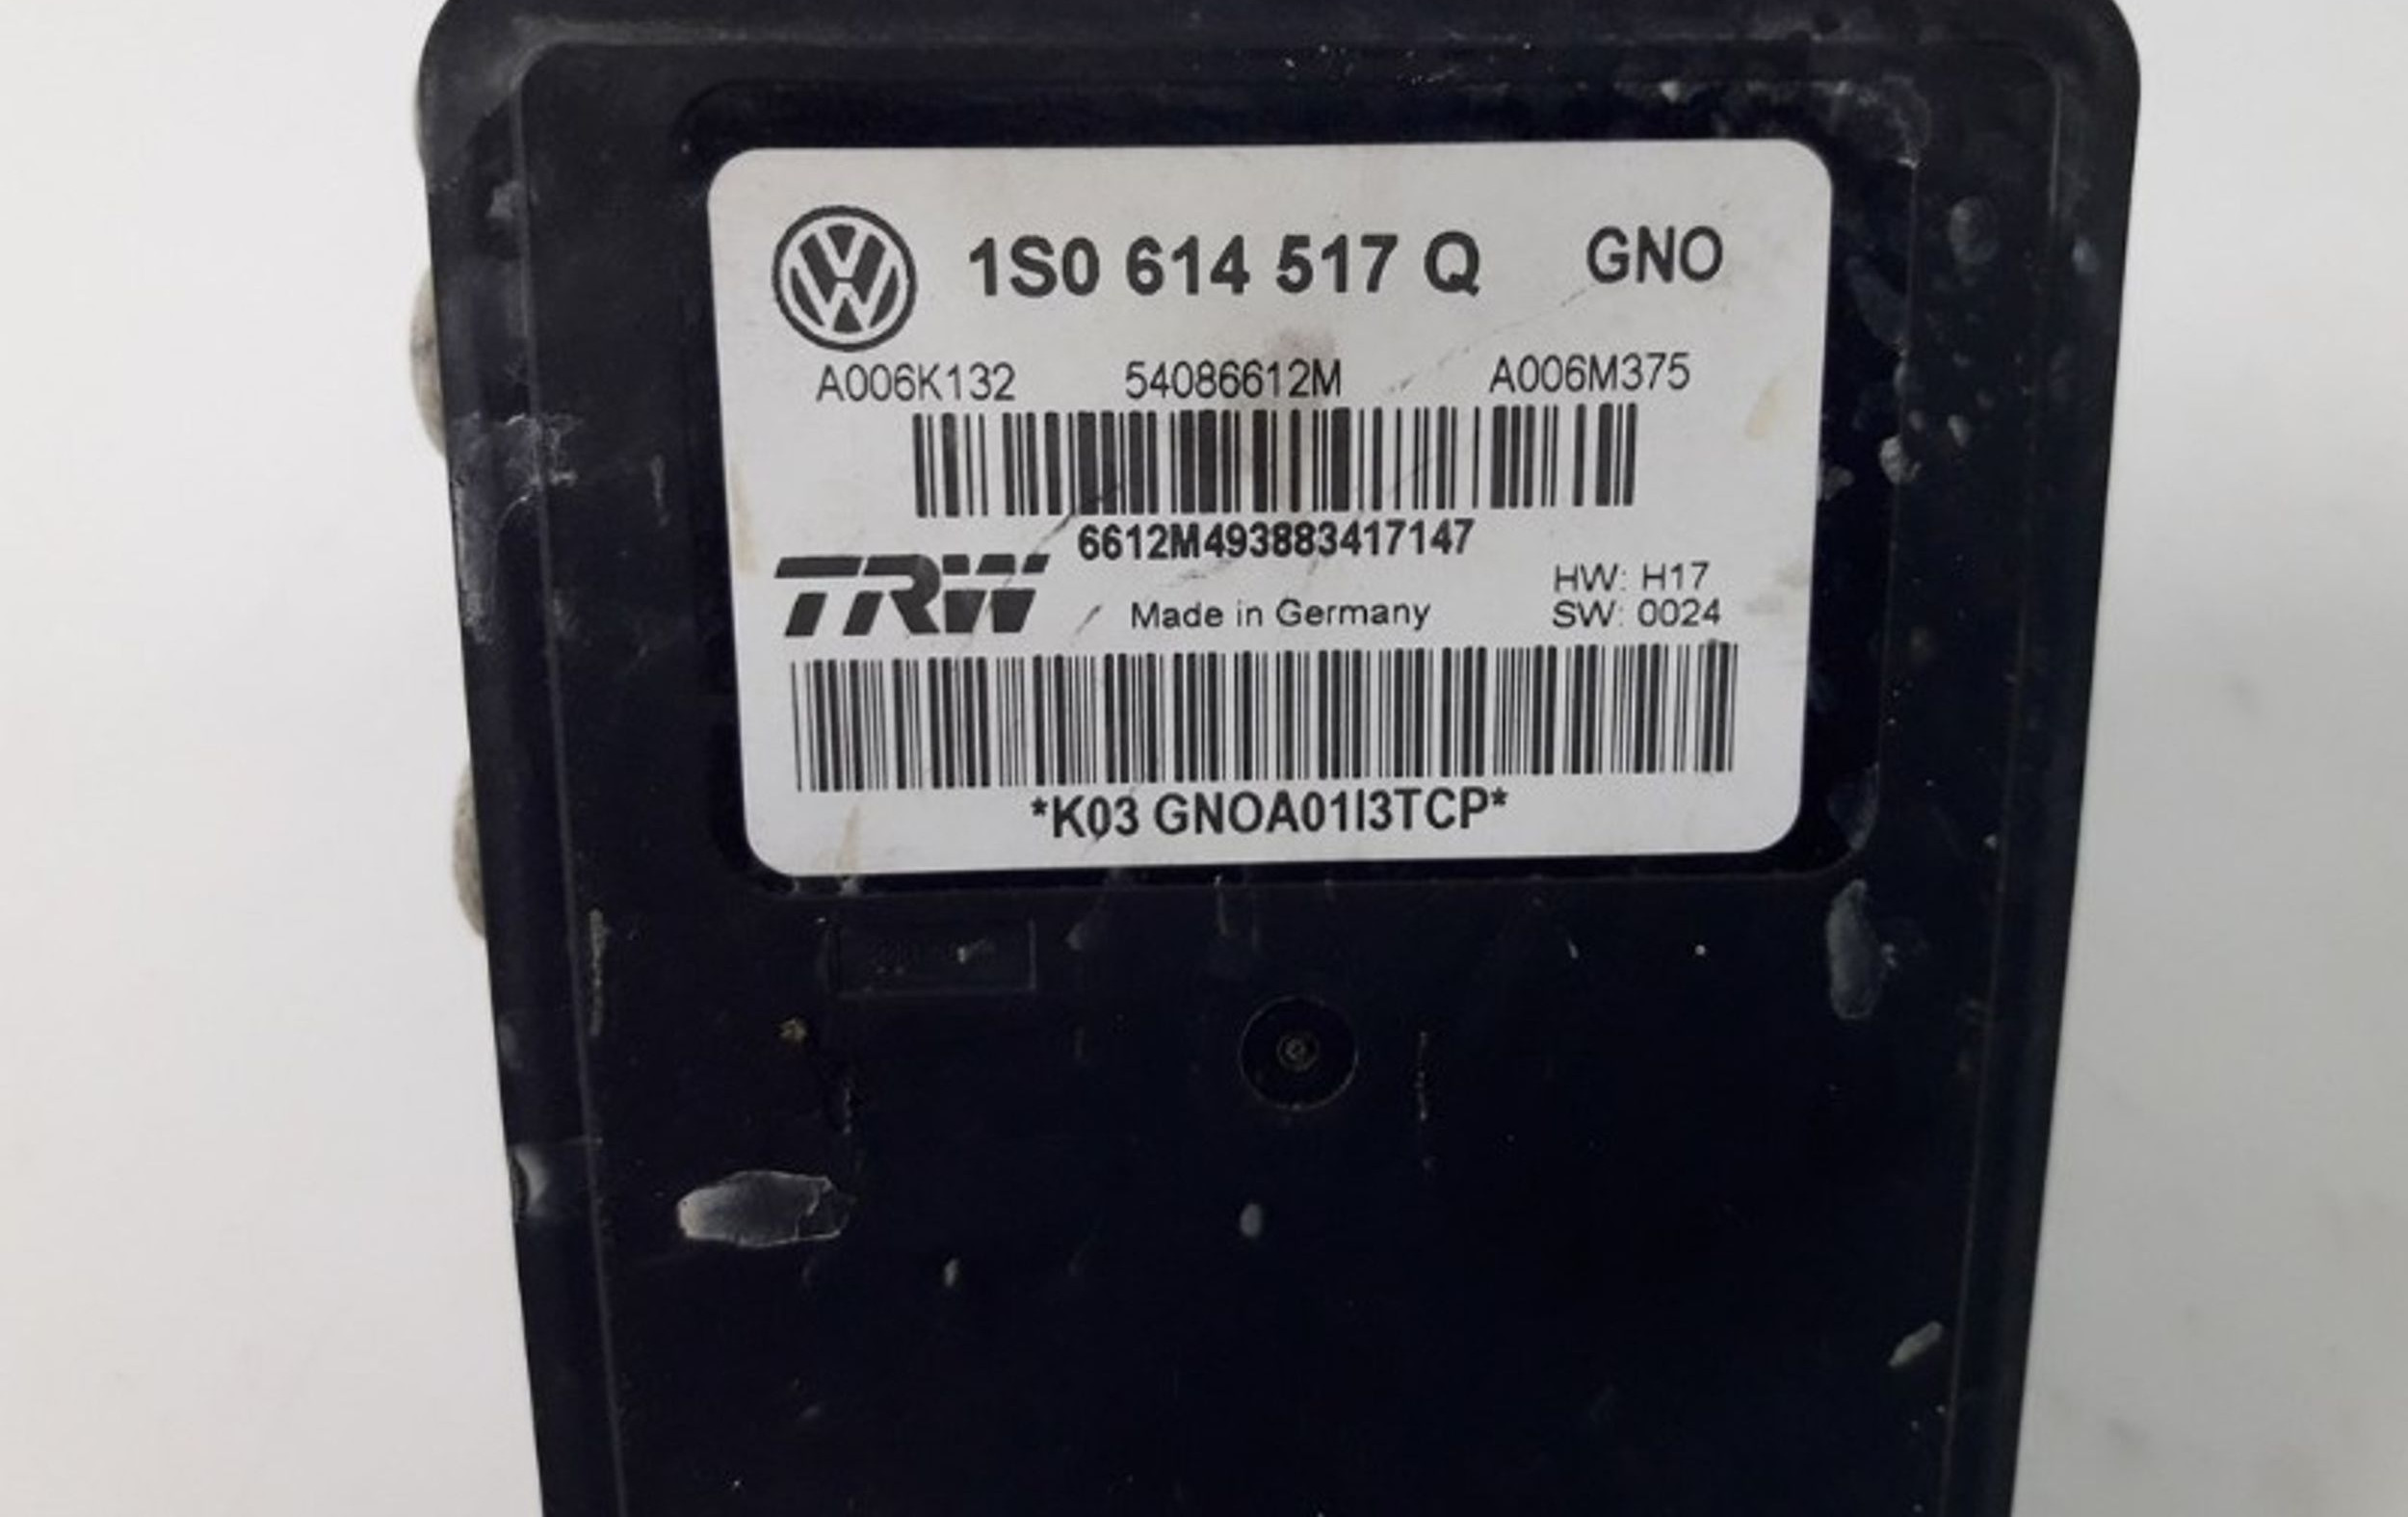 1S0 614 517 Q GNO
A006K132 54086612M A006M375
6612M493883417147
TRW Made in Germany HW: H17
SW: 0024
*K03 GNOA01I3TCP*